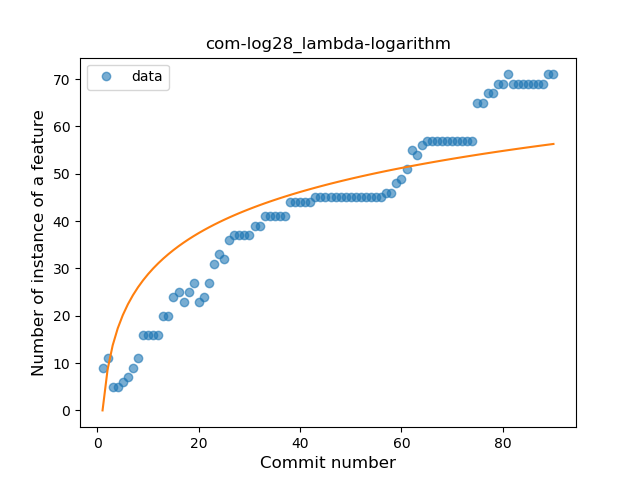 com-log28_lambda-logarithm
data
Number of instance of a feature
70
60
50
40
30
20
10
0
0 20 40 60 80
Commit number